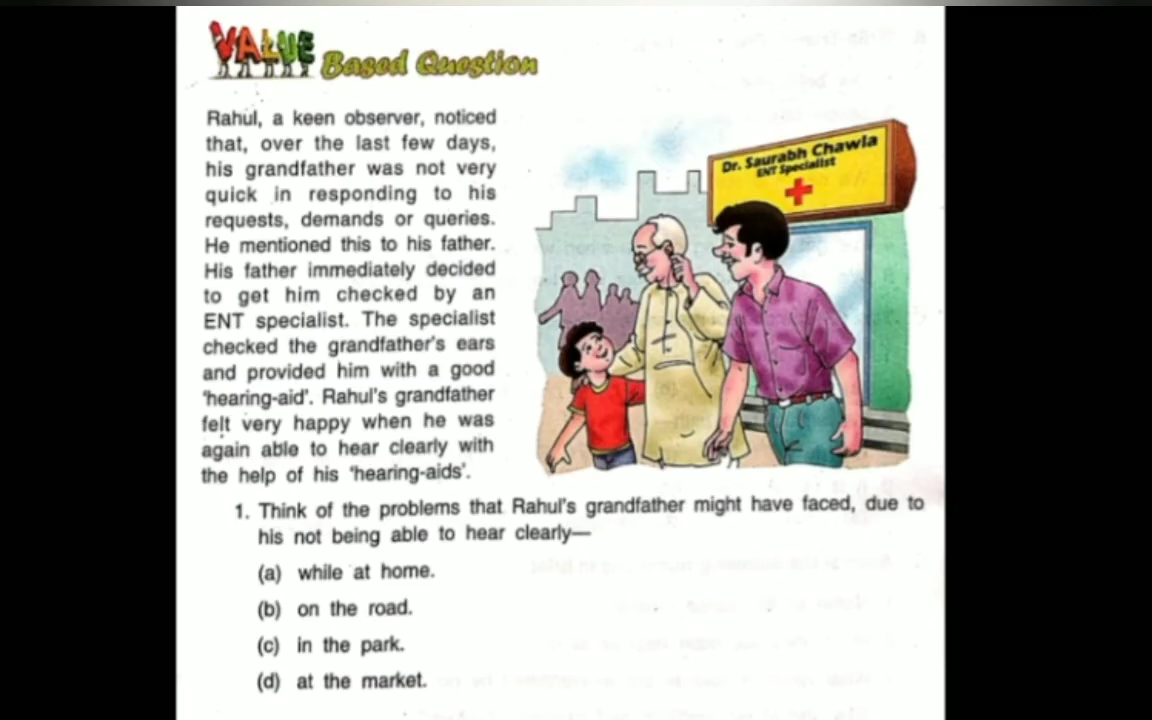 VALUE Based Question
Rahul, a keen observer, noticed
that, over the last few days,
his grandfather was not very
quick in responding to his
requests, demands or queries.
He mentioned this to his father.
His father immediately decided
to get him checked by an
ENT specialist. The specialist
checked the grandfather's ears
and provided him with a good
'hearing-aid'. Rahul's grandfather
felt very happy when he was
again able to hear clearly with
the help of his 'hearing-aids'.
Dr. Saurabh Chawla
ENT Specialist
1. Think of the problems that Rahul's grandfather might have faced, due to
his not being able to hear clearly—
(a) while at home.
(b) on the road.
(c) in the park.
(d) at the market.